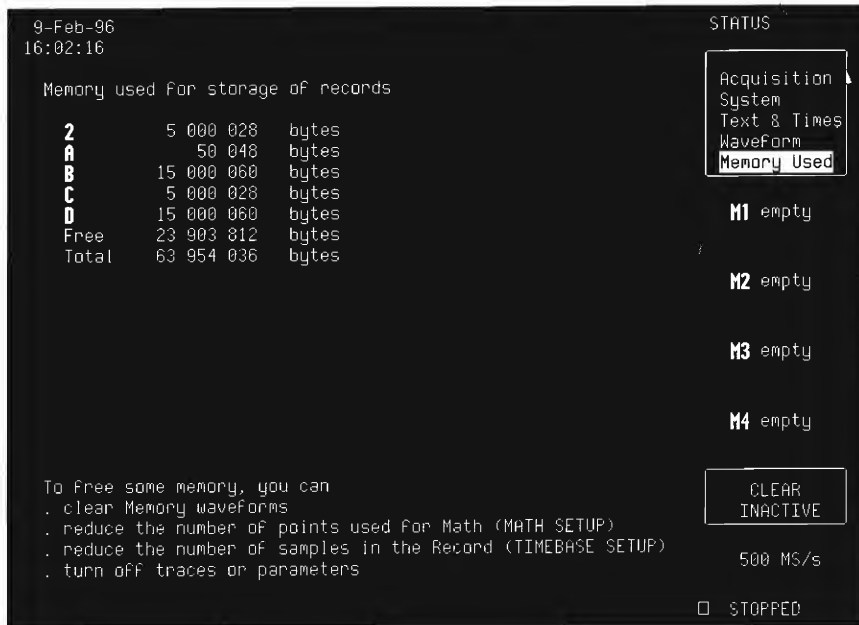 9-Feb-96
16:02:16
Memory used for storage of records
2 5 000 028 bytes
A 50 048 bytes
B 15 000 060 bytes
C 5 000 028 bytes
D 15 000 060 bytes
Free 23 903 812 bytes
Total 63 954 036 bytes
To free some memory, you can
. clear Memory waveforms
. reduce the number of points used for Math (MATH SETUP)
. reduce the number of samples in the Record (TIMEBASE SETUP)
. turn off traces or parameters
STATUS
Acquisition
System
Text & Times
Waveform
Memory Used
M1 empty
M2 empty
M3 empty
M4 empty
CLEAR
INACTIVE
500 MS/s
STOPPED